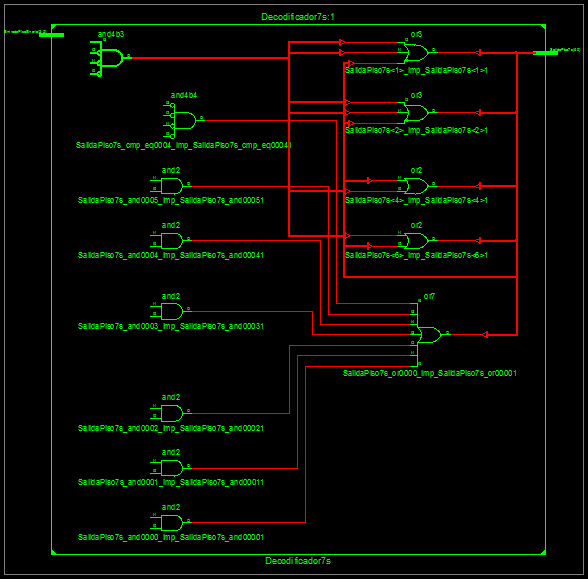 Decodificador7s:1
and4b3
or3
SalidaPiso7s<1>_imp_SalidaPiso7s<1>1
and4b4
or3
SalidaPiso7s<2>_imp_SalidaPiso7s<2>1
SalidaPiso7s_cmp_eq0004_imp_SalidaPiso7s_cmp_eq00041
and2
or2
SalidaPiso7s_and0005_imp_SalidaPiso7s_and00051
SalidaPiso7s<4>_imp_SalidaPiso7s<4>1
and2
or2
SalidaPiso7s_and0004_imp_SalidaPiso7s_and00041
SalidaPiso7s<6>_imp_SalidaPiso7s<6>1
and2
or7
SalidaPiso7s_and0003_imp_SalidaPiso7s_and00031
SalidaPiso7s_or0000_imp_SalidaPiso7s_or00001
and2
SalidaPiso7s_and0002_imp_SalidaPiso7s_and00021
and2
SalidaPiso7s_and0001_imp_SalidaPiso7s_and00011
and2
SalidaPiso7s_and0000_imp_SalidaPiso7s_and00001
Decodificador7s